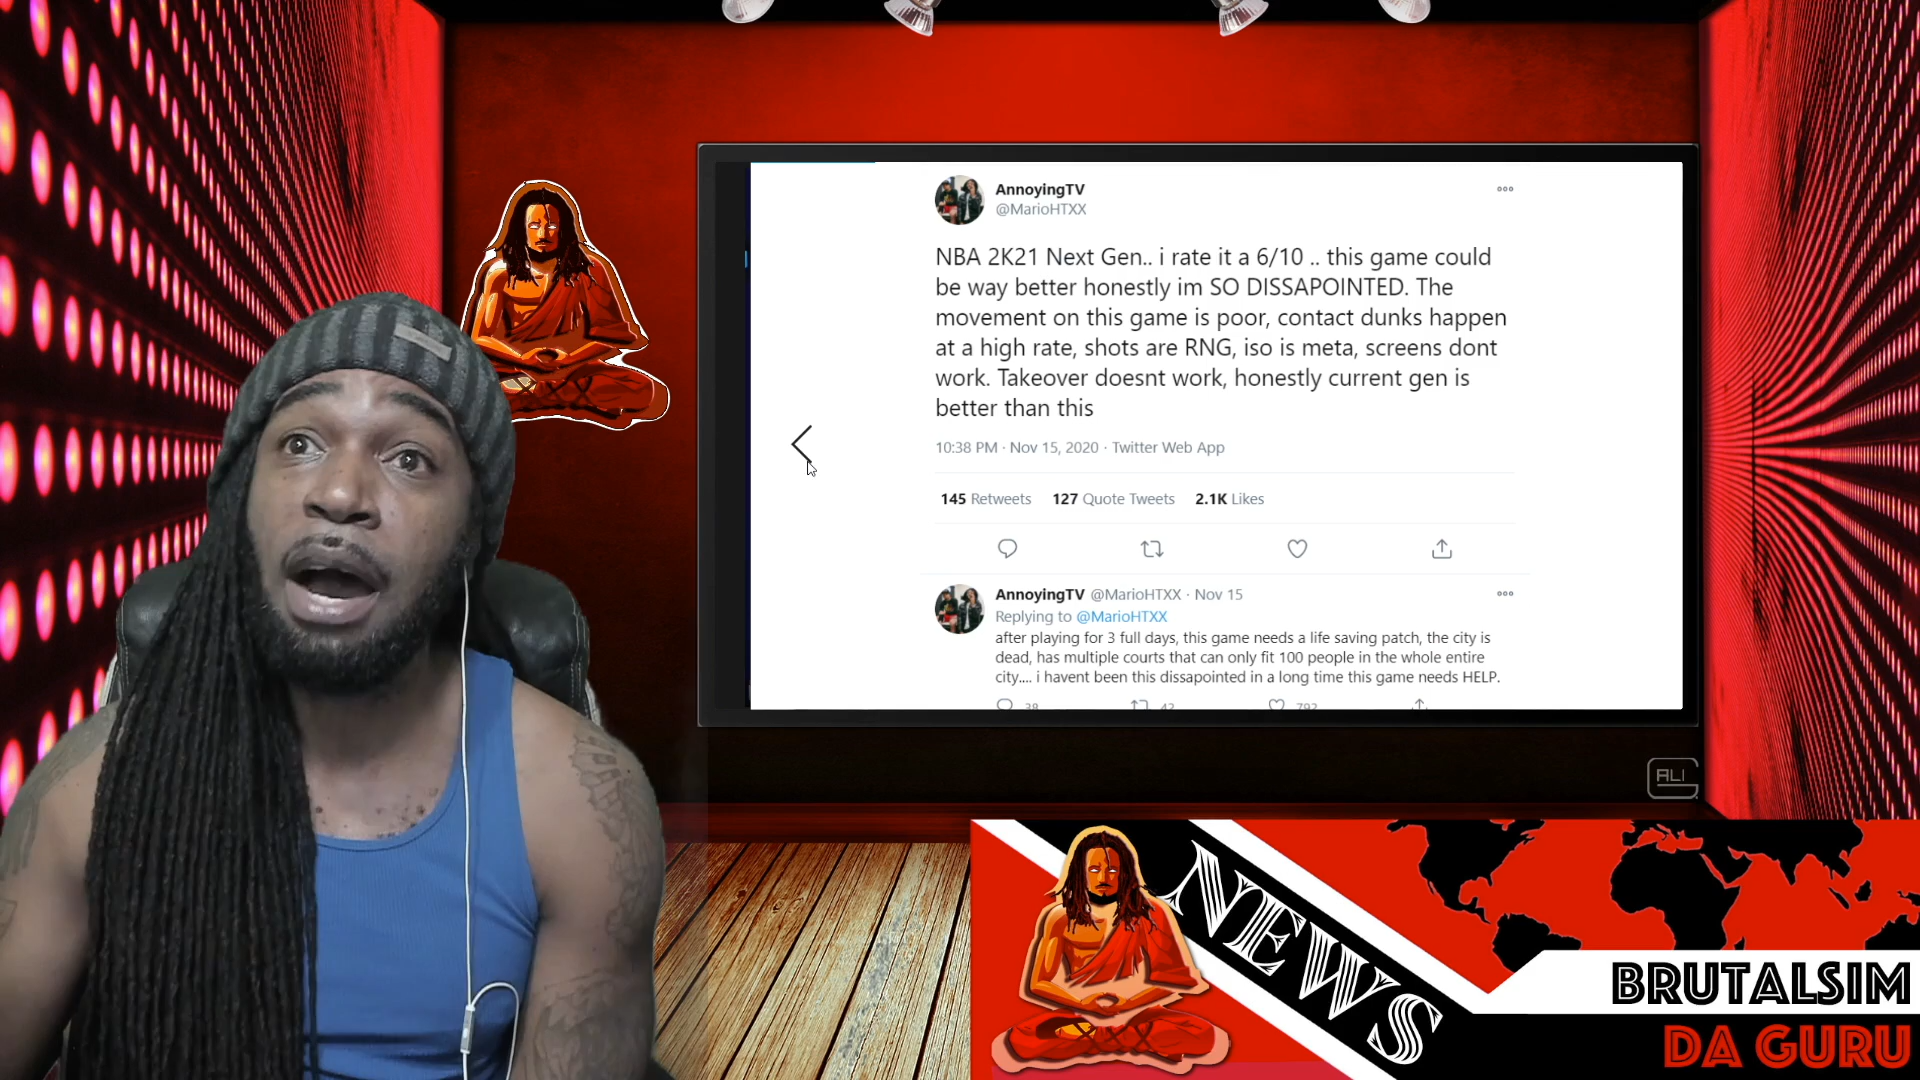 AnnoyingTV
@MarioHTXX
NBA 2K21 Next Gen.. i rate it a 6/10 .. this game could
be way better honestly im SO DISSAPOINTED. The
movement on this game is poor, contact dunks happen
at a high rate, shots are RNG, iso is meta, screens dont
work. Takeover doesnt work, honestly current gen is
better than this
10:38 PM · Nov 15, 2020 · Twitter Web App
145 Retweets 127 Quote Tweets 2.1K Likes
AnnoyingTV @MarioHTXX · Nov 15
Replying to @MarioHTXX
after playing for 3 full days, this game needs a life saving patch, the city is
dead, has multiple courts that can only fit 100 people in the whole entire
city.... i havent been this dissapointed in a long time this game needs HELP.
38 42 792
ALI
NEWS
BRUTALSIM
DA GURU